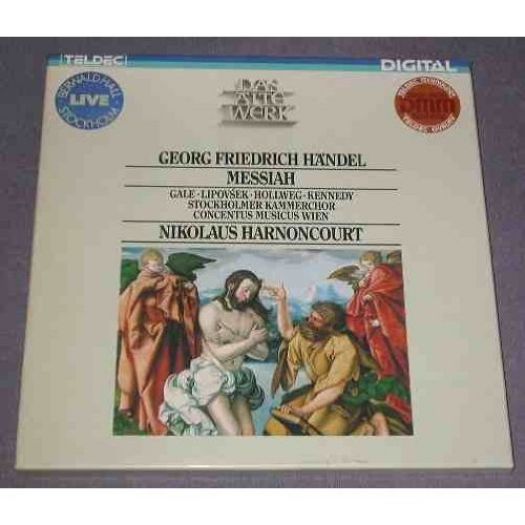 TELDEC
DIGITAL
BERWALD HALL
LIVE
STOCKHOLM
DAS
ALTE
WERK
dmm
GEORG FRIEDRICH HÄNDEL
MESSIAH
GALE · LIPOVŠEK · HOLLWEG · KENNEDY
STOCKHOLMER KAMMERCHOR
CONCENTUS MUSICUS WIEN
NIKOLAUS HARNONCOURT